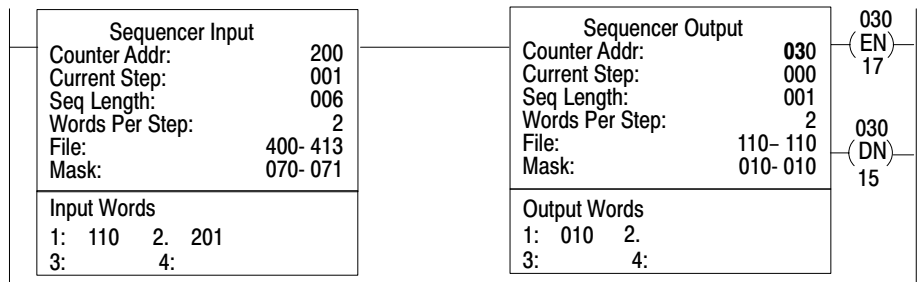 Sequencer Input
Counter Addr: 200
Current Step: 001
Seq Length: 006
Words Per Step: 2
File: 400- 413
Mask: 070- 071
Input Words
1: 110 2. 201
3: 4:
Sequencer Output
Counter Addr: 030
Current Step: 000
Seq Length: 001
Words Per Step: 2
File: 110– 110
Mask: 010- 010
Output Words
1: 010 2.
3: 4:
030
EN
17
030
DN
15